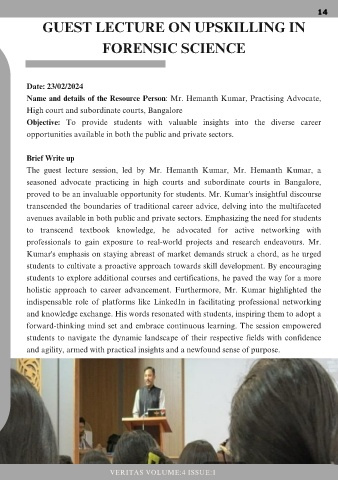 14
GUEST LECTURE ON UPSKILLING IN
FORENSIC SCIENCE
Date: 23/02/2024
Name and details of the Resource Person: Mr. Hemanth Kumar, Practising Advocate,
High court and subordinate courts, Bangalore
Objective: To provide students with valuable insights into the diverse career
opportunities available in both the public and private sectors.
Brief Write up
The guest lecture session, led by Mr. Hemanth Kumar, Mr. Hemanth Kumar, a
seasoned advocate practicing in high courts and subordinate courts in Bangalore,
proved to be an invaluable opportunity for students. Mr. Kumar's insightful discourse
transcended the boundaries of traditional career advice, delving into the multifaceted
avenues available in both public and private sectors. Emphasizing the need for students
to transcend textbook knowledge, he advocated for active networking with
professionals to gain exposure to real-world projects and research endeavours. Mr.
Kumar's emphasis on staying abreast of market demands struck a chord, as he urged
students to cultivate a proactive approach towards skill development. By encouraging
students to explore additional courses and certifications, he paved the way for a more
holistic approach to career advancement. Furthermore, Mr. Kumar highlighted the
indispensable role of platforms like LinkedIn in facilitating professional networking
and knowledge exchange. His words resonated with students, inspiring them to adopt a
forward-thinking mind set and embrace continuous learning. The session empowered
students to navigate the dynamic landscape of their respective fields with confidence
and agility, armed with practical insights and a newfound sense of purpose.
VERITAS VOLUME:4 ISSUE:1